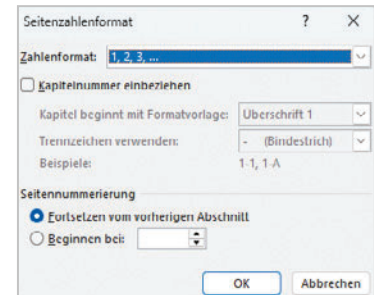 Seitenzahlenformat ? ×
Zahlenformat: 1, 2, 3, ...
Kapitelnummer einbeziehen
Kapitel beginnt mit Formatvorlage: Überschrift 1
Trennzeichen verwenden: - (Bindestrich)
Beispiele: 1-1, 1-A
Seitennummerierung
Fortsetzen vom vorherigen Abschnitt
Beginnen bei:
OK Abbrechen